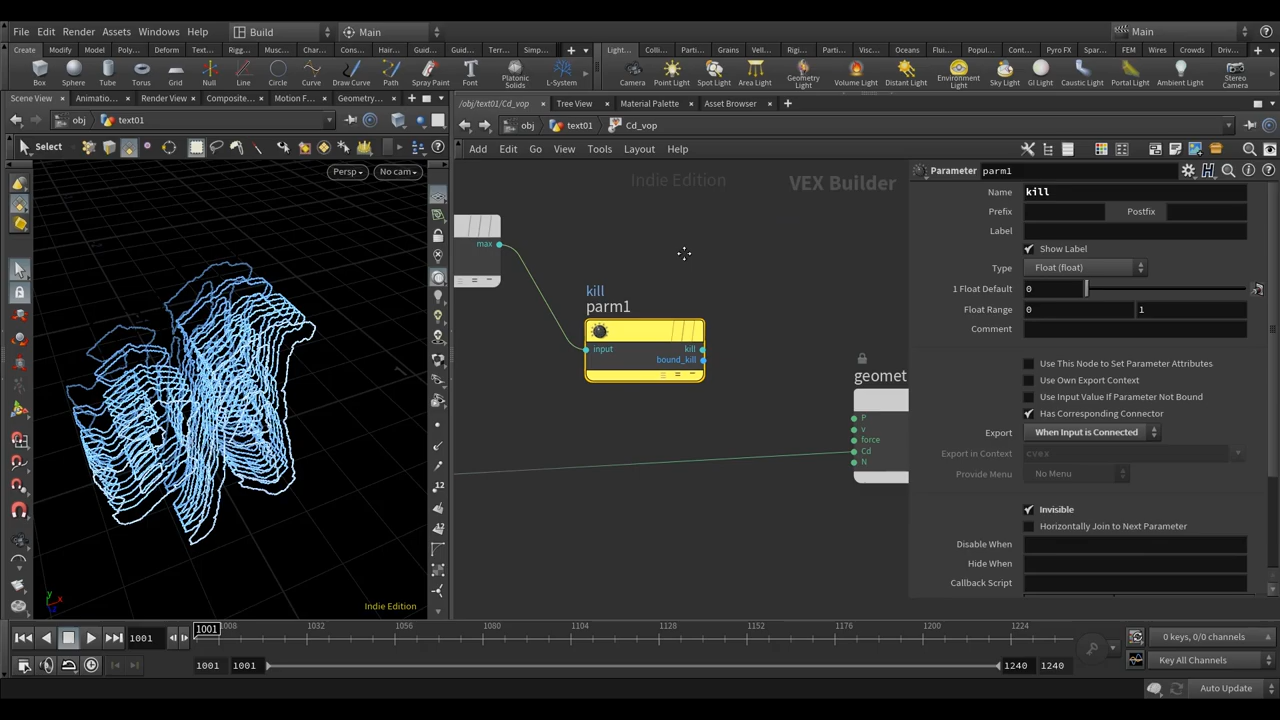 File Edit Render Assets Windows Help Build Main Main
Create Modify Model Poly... Deform Text... Rigg... Musc... Char... Cons... Hair... Guid... Guid... Terr... Simp... Light... Colli... Parti... Grains Vell... Rigi... Parti... Visc... Oceans Flui... Popul... Cont... Pyro FX Spar... FEM Wires Crowds Driv...
Box Sphere Tube Torus Grid Null Line Circle Curve Draw Curve Path Spray Paint Font Platonic Solids L-System Camera Point Light Spot Light Area Light Geometry Light Volume Light Distant Light Environment Light Sky Light GI Light Caustic Light Portal Light Ambient Light Stereo Camera
Scene View Animatio... Render View Composite... Motion F... Geometry... /obj/text01/Cd_vop Tree View Material Palette Asset Browser
obj text01 obj text01 Cd_vop
Select Add Edit Go View Tools Layout Help
Persp No cam
Indie Edition VEX Builder
max
kill
parm1
input kill
bound_kill
geomet
P
v
force
Cd
N
Parameter parm1
Name kill
Prefix Postfix
Label
Show Label
Type Float (float)
1 Float Default 0
Float Range 0 1
Comment
Use This Node to Set Parameter Attributes
Use Own Export Context
Use Input Value If Parameter Not Bound
Has Corresponding Connector
Export When Input is Connected
Export in Context cvex
Provide Menu No Menu
Invisible
Horizontally Join to Next Parameter
Disable When
Hide When
Callback Script
12
12
Indie Edition
y
x
1001 1001 1008 1032 1056 1080 1104 1128 1152 1176 1200 1224 0 keys, 0/0 channels
1001 1001 1240 1240 Key All Channels
Auto Update